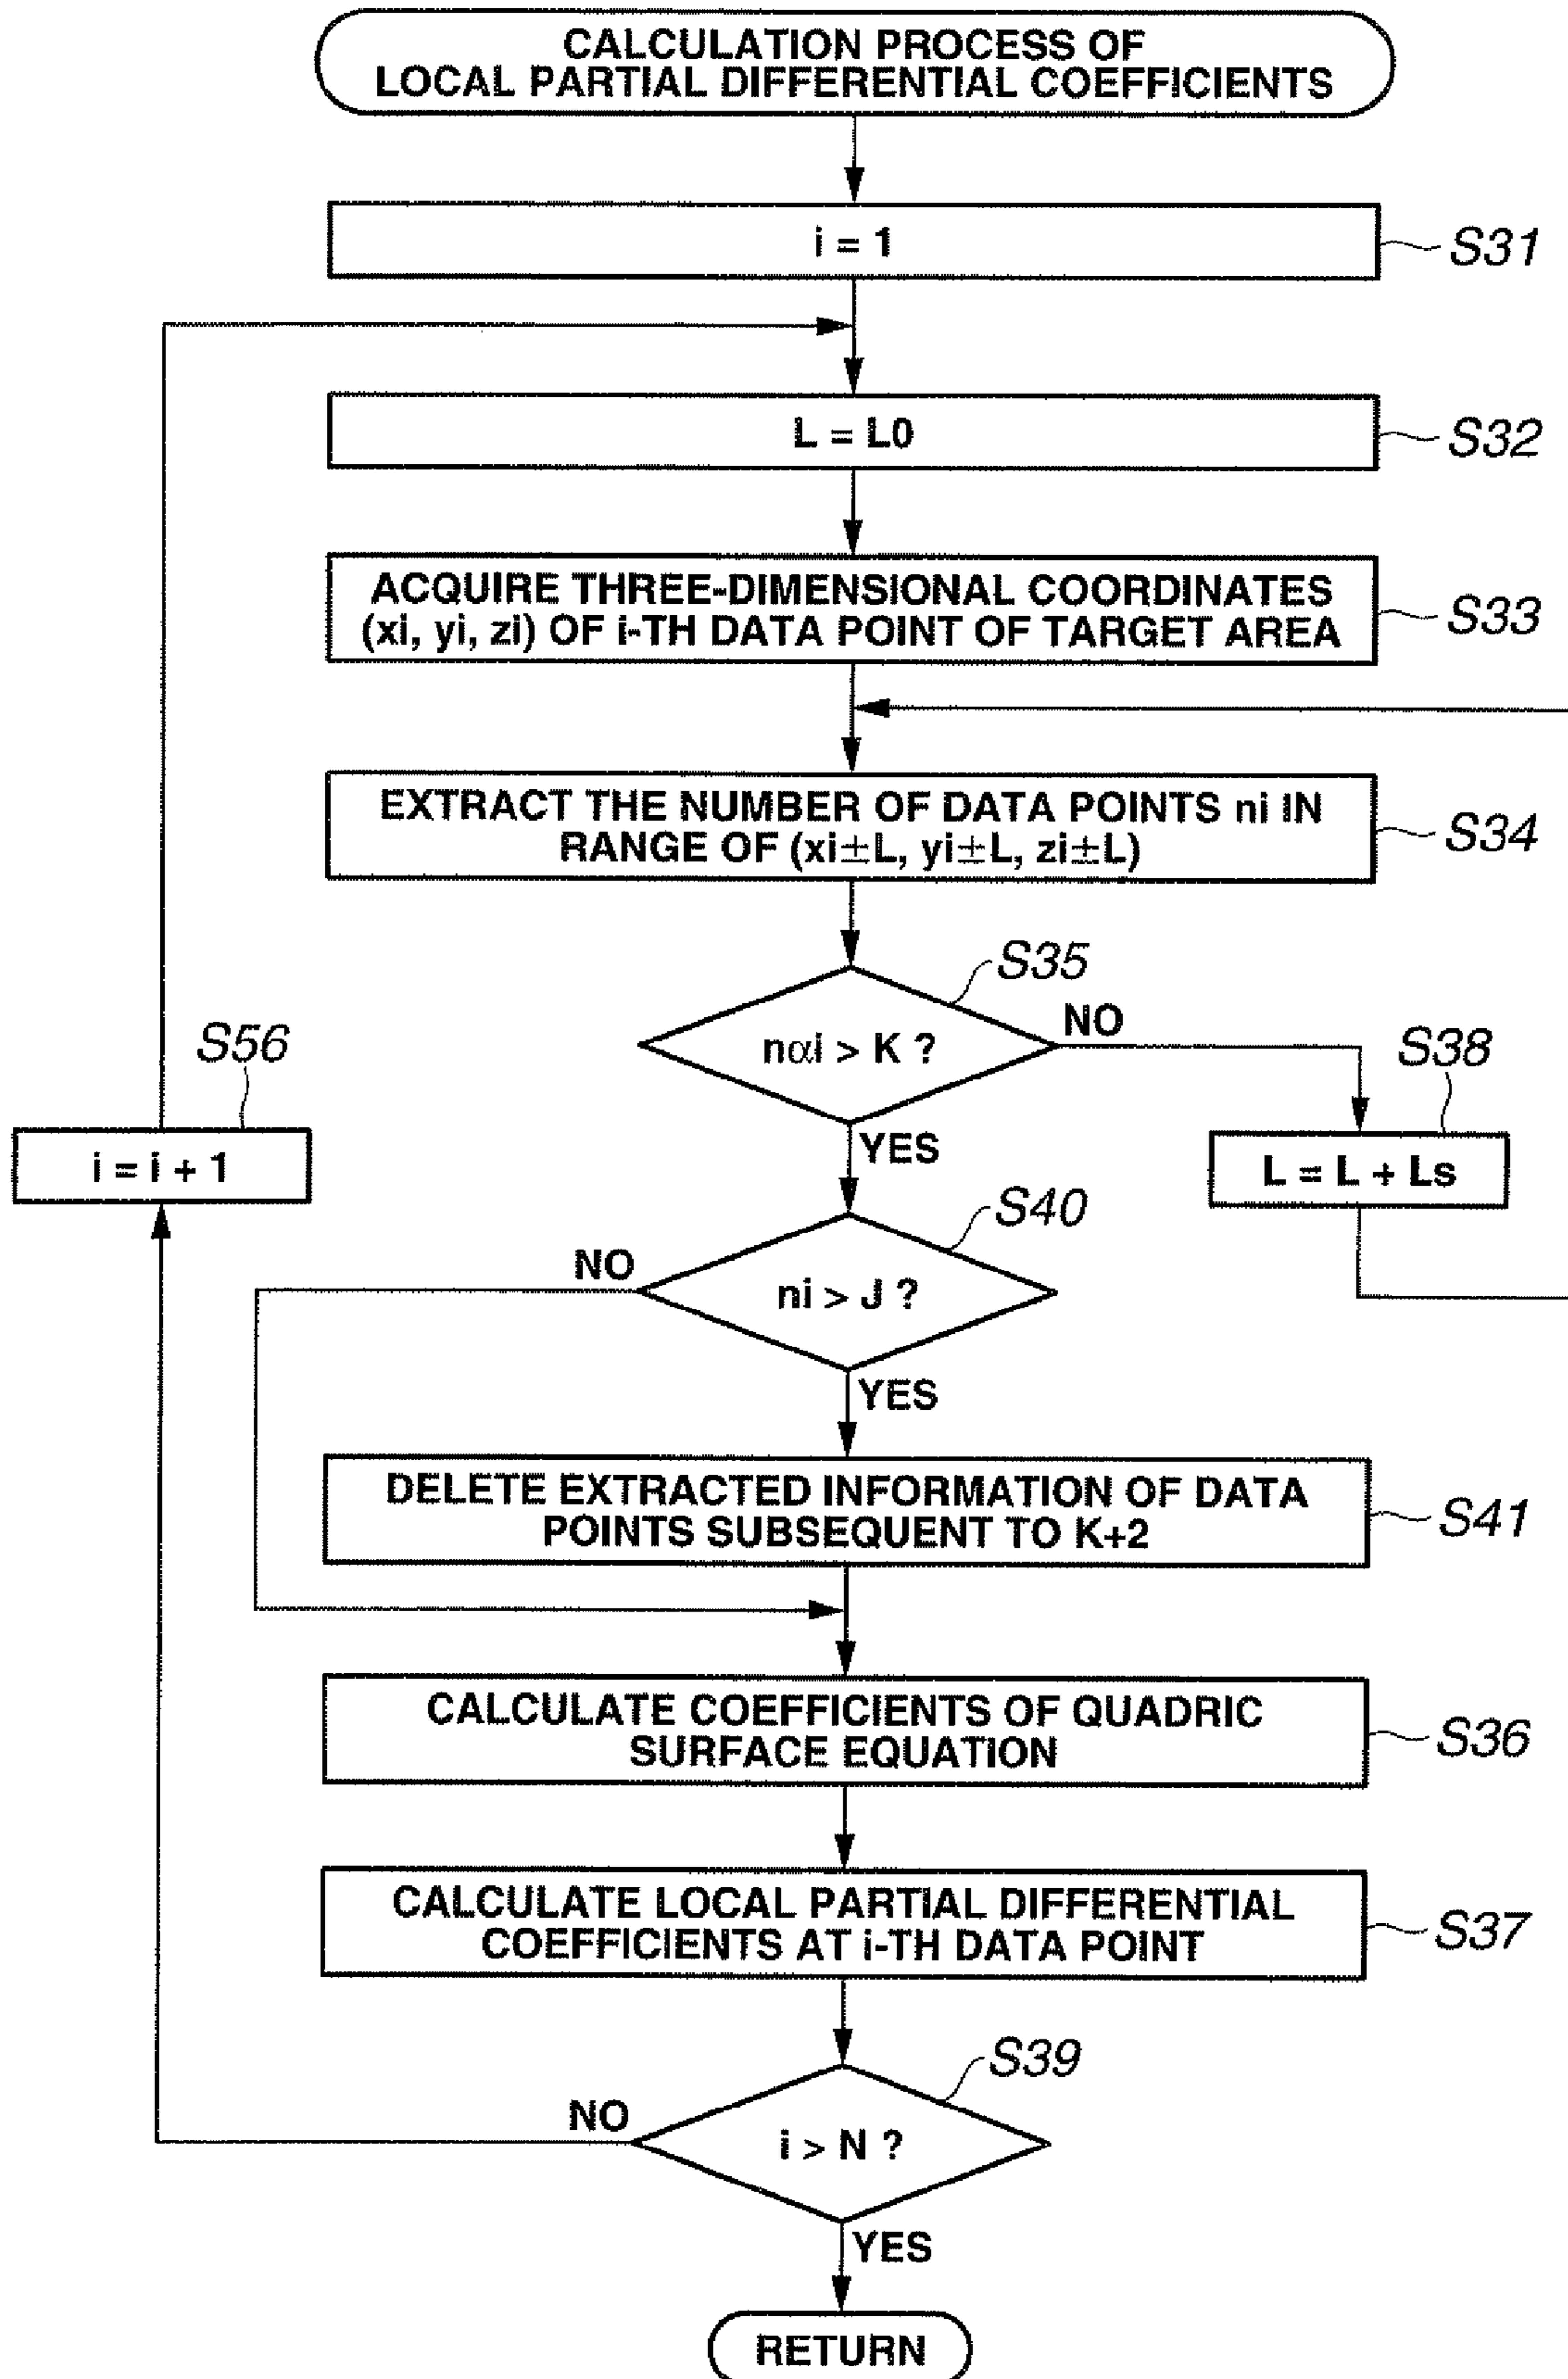 CALCULATION PROCESS OF
LOCAL PARTIAL DIFFERENTIAL COEFFICIENTS
i = 1
S31
L = L0
S32
ACQUIRE THREE-DIMENSIONAL COORDINATES
(xi, yi, zi) OF i-TH DATA POINT OF TARGET AREA
S33
EXTRACT THE NUMBER OF DATA POINTS ni IN
RANGE OF (xi±L, yi±L, zi±L)
S34
S35
nαi > K ?
NO
YES
S38
L = L + Ls
S56
i = i + 1
S40
ni > J ?
NO
YES
DELETE EXTRACTED INFORMATION OF DATA
POINTS SUBSEQUENT TO K+2
S41
CALCULATE COEFFICIENTS OF QUADRIC
SURFACE EQUATION
S36
CALCULATE LOCAL PARTIAL DIFFERENTIAL
COEFFICIENTS AT i-TH DATA POINT
S37
S39
i > N ?
NO
YES
RETURN